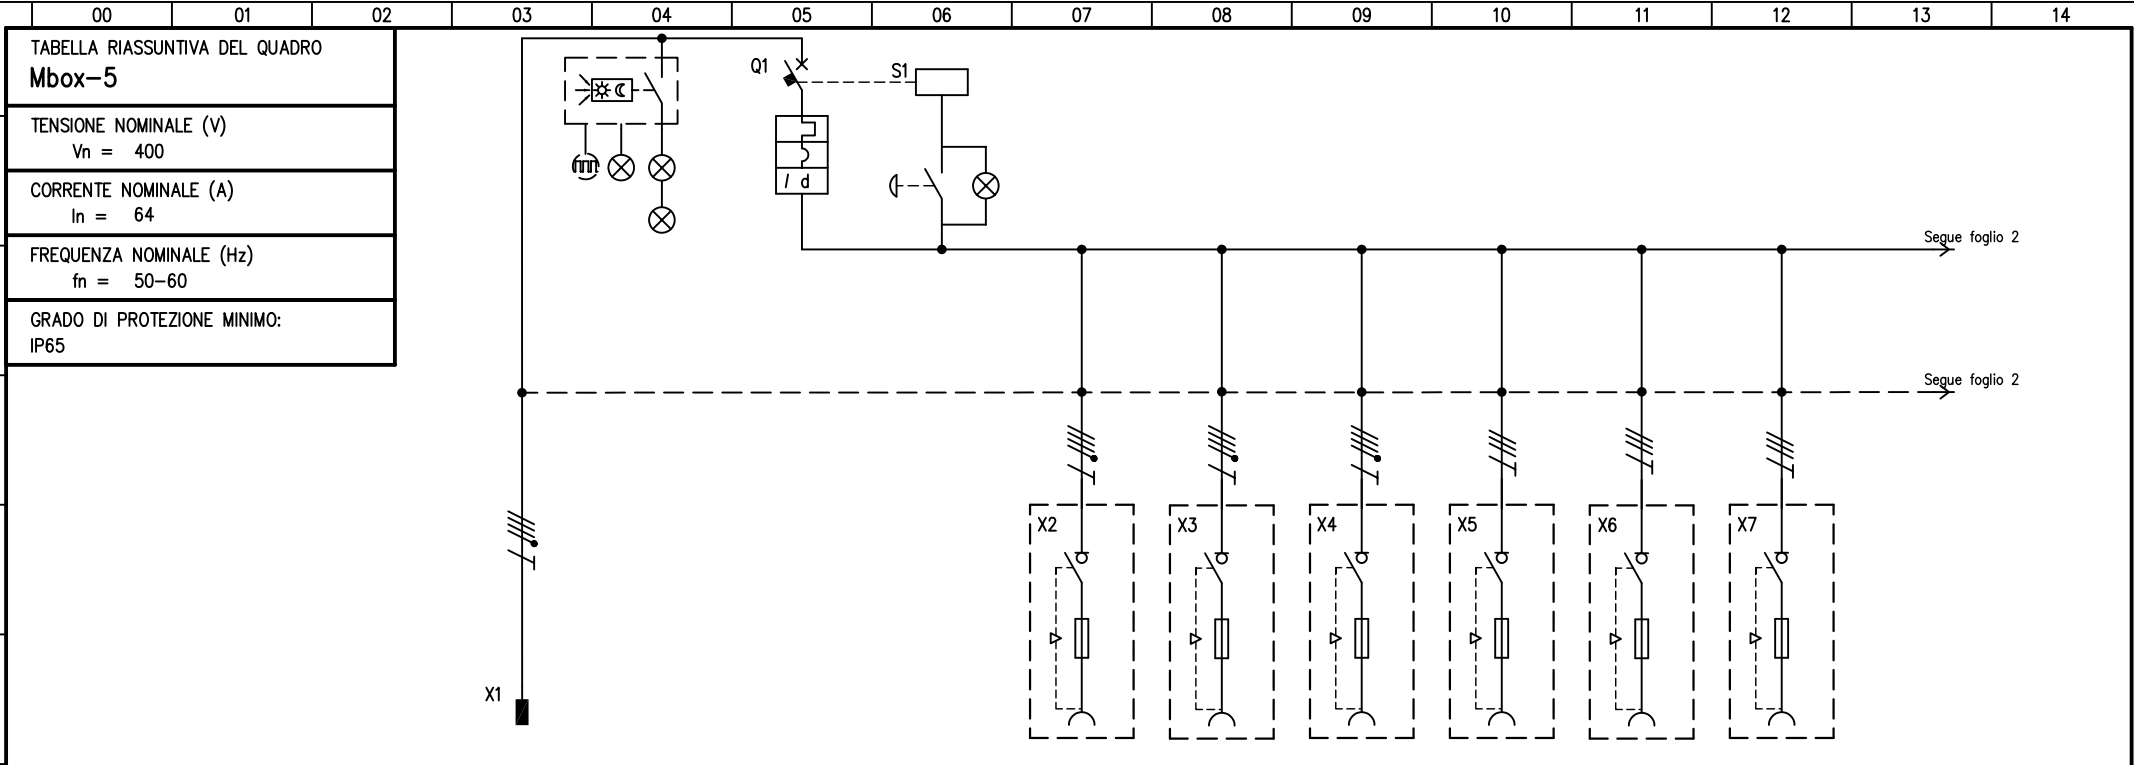 00 01 02 03 04 05 06 07 08 09 10 11 12 13 14
TABELLA RIASSUNTIVA DEL QUADRO
Mbox-5
TENSIONE NOMINALE (V)
Vn = 400
CORRENTE NOMINALE (A)
In = 64
FREQUENZA NOMINALE (Hz)
fn = 50-60
GRADO DI PROTEZIONE MINIMO:
IP65
Q1
S1
I d
Segue foglio 2
Segue foglio 2
X1
X2
X3
X4
X5
X6
X7